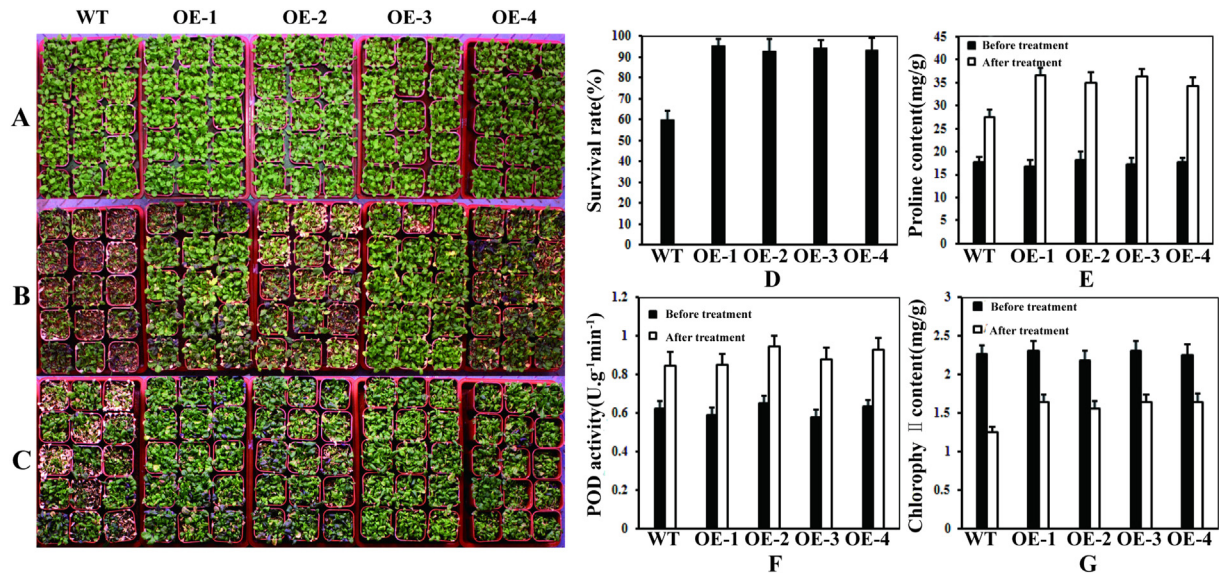 WT OE-1 OE-2 OE-3 OE-4
A
B
C
Survival rate(%)
100
90
80
70
60
50
40
30
20
10
0
WT OE-1 OE-2 OE-3 OE-4
D
Proline content(mg/g)
45
40
35
30
25
20
15
10
5
0
Before treatment
After treatment
WT OE-1 OE-2 OE-3 OE-4
E
POD activity(U.g⁻¹min⁻¹)
1.2
1
0.8
0.6
0.4
0.2
0
Before treatment
After treatment
WT OE-1 OE-2 OE-3 OE-4
F
Chlorophy Ⅱ content(mg/g)
3
2.5
2
1.5
1
0.5
0
Before treatment
After treatment
WT OE-1 OE-2 OE-3 OE-4
G